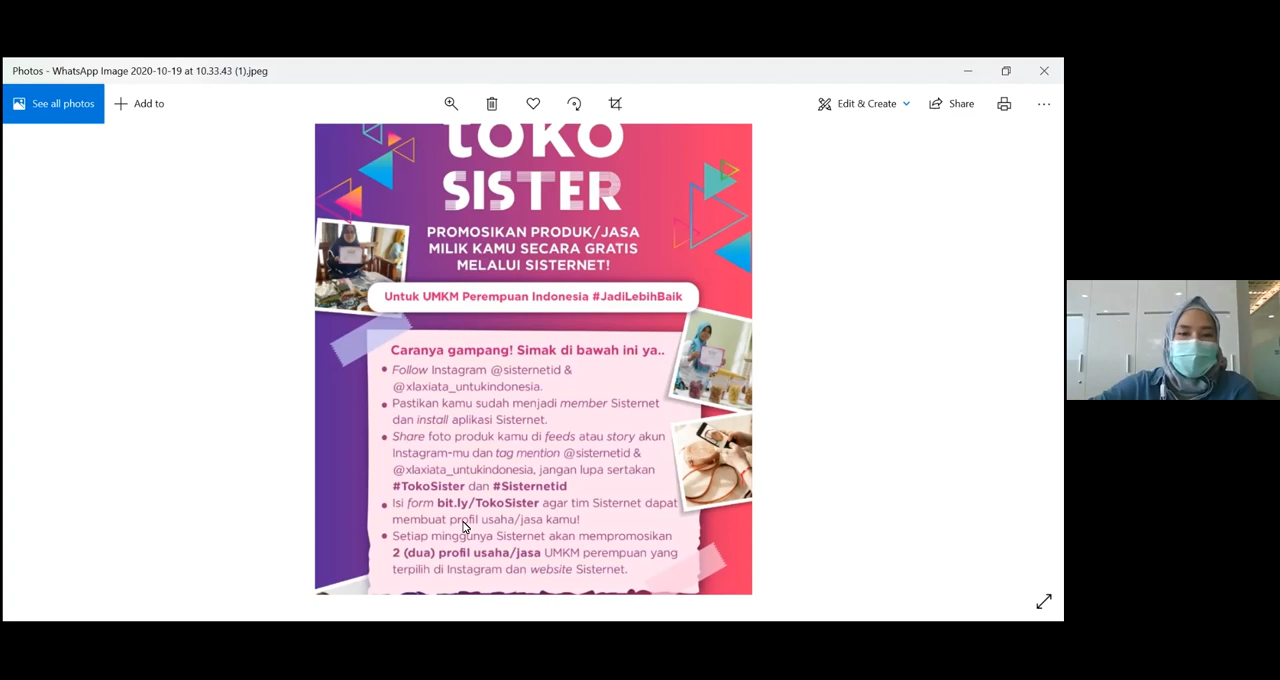 Photos - WhatsApp Image 2020-10-19 at 10.33.43 (1).jpeg
See all photos
Add to
Edit & Create
Share
TOKO
SISTER
PROMOSIKAN PRODUK/JASA
MILIK KAMU SECARA GRATIS
MELALUI SISTERNET!
Untuk UMKM Perempuan Indonesia #JadiLebihBaik
Caranya gampang! Simak di bawah ini ya..
• Follow Instagram @sisternetid &
@xlaxiata_untukindonesia.
• Pastikan kamu sudah menjadi member Sisternet
dan install aplikasi Sisternet.
• Share foto produk kamu di feeds atau story akun
Instagram-mu dan tag mention @sisternetid &
@xlaxiata_untukindonesia, jangan lupa sertakan
#TokoSister dan #Sisternetid
• Isi form bit.ly/TokoSister agar tim Sisternet dapat
membuat profil usaha/jasa kamu!
• Setiap minggunya Sisternet akan mempromosikan
2 (dua) profil usaha/jasa UMKM perempuan yang
terpilih di Instagram dan website Sisternet.